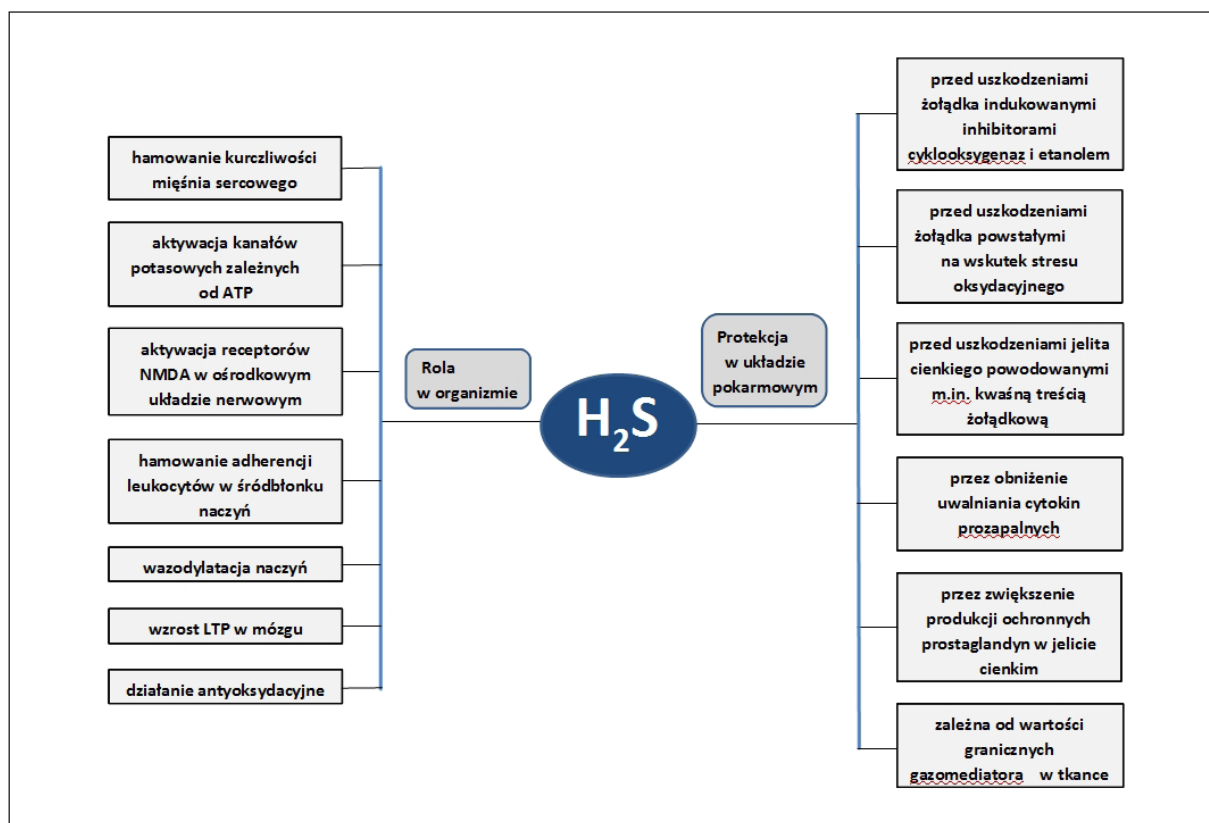 hamowanie kurczliwości
mięśnia sercowego
aktywacja kanałów
potasowych zależnych
od ATP
aktywacja receptorów
NMDA w ośrodkowym
układzie nerwowym
hamowanie adherencji
leukocytów w śródbłonku
naczyń
wazodylatacja naczyń
wzrost LTP w mózgu
działanie antyoksydacyjne
Rola
w organizmie
H₂S
Protekcja
w układzie
pokarmowym
przed uszkodzeniami
żołądka indukowanymi
inhibitorami
cyklooksygenaz i etanolem
przed uszkodzeniami
żołądka powstałymi
na wskutek stresu
oksydacyjnego
przed uszkodzeniami jelita
cienkiego powodowanymi
m.in. kwaśną treścią
żołądkową
przez obniżenie
uwalniania cytokin
prozapalnych
przez zwiększenie
produkcji ochronnych
prostaglandyn w jelicie
cienkim
zależna od wartości
granicznych
gazomediatora w tkance